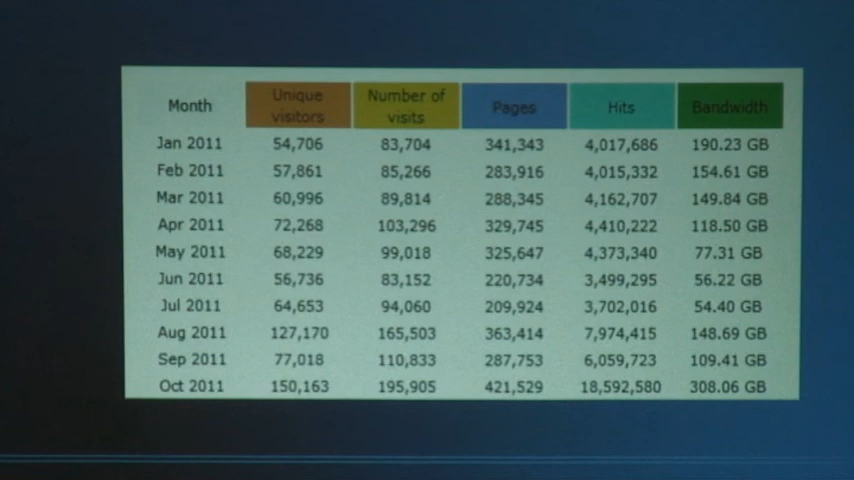 Month Unique visitors Number of visits Pages Hits Bandwidth
Jan 2011 54,706 83,704 341,343 4,017,686 190.23 GB
Feb 2011 57,861 85,266 283,916 4,015,332 154.61 GB
Mar 2011 60,996 89,814 288,345 4,162,707 149.84 GB
Apr 2011 72,268 103,296 329,745 4,410,222 118.50 GB
May 2011 68,229 99,018 325,647 4,373,340 77.31 GB
Jun 2011 56,736 83,152 220,734 3,499,295 56.22 GB
Jul 2011 64,653 94,060 209,924 3,702,016 54.40 GB
Aug 2011 127,170 165,503 363,414 7,974,415 148.69 GB
Sep 2011 77,018 110,833 287,753 6,059,723 109.41 GB
Oct 2011 150,163 195,905 421,529 18,592,580 308.06 GB